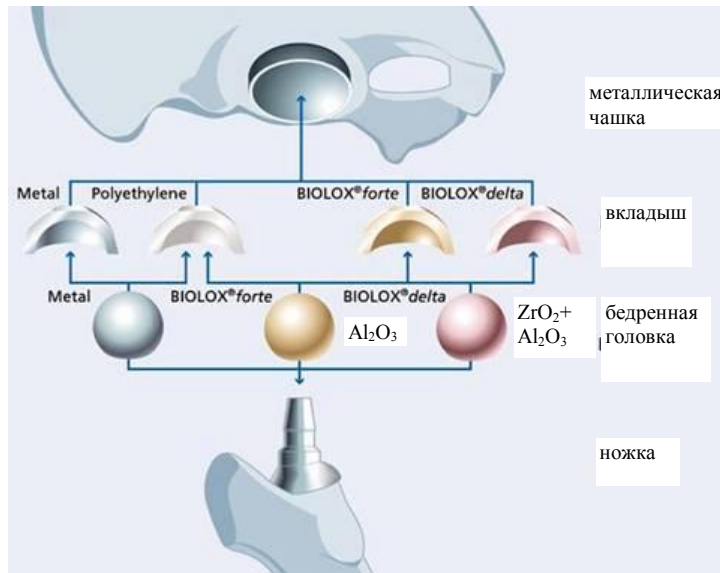 металлическая
чашка
Metal
Polyethylene
BIOLOX®forte
BIOLOX®delta
вкладыш
Metal
BIOLOX®forte
BIOLOX®delta
Al₂O₃
ZrO₂+
Al₂O₃
бедренная
головка
ножка